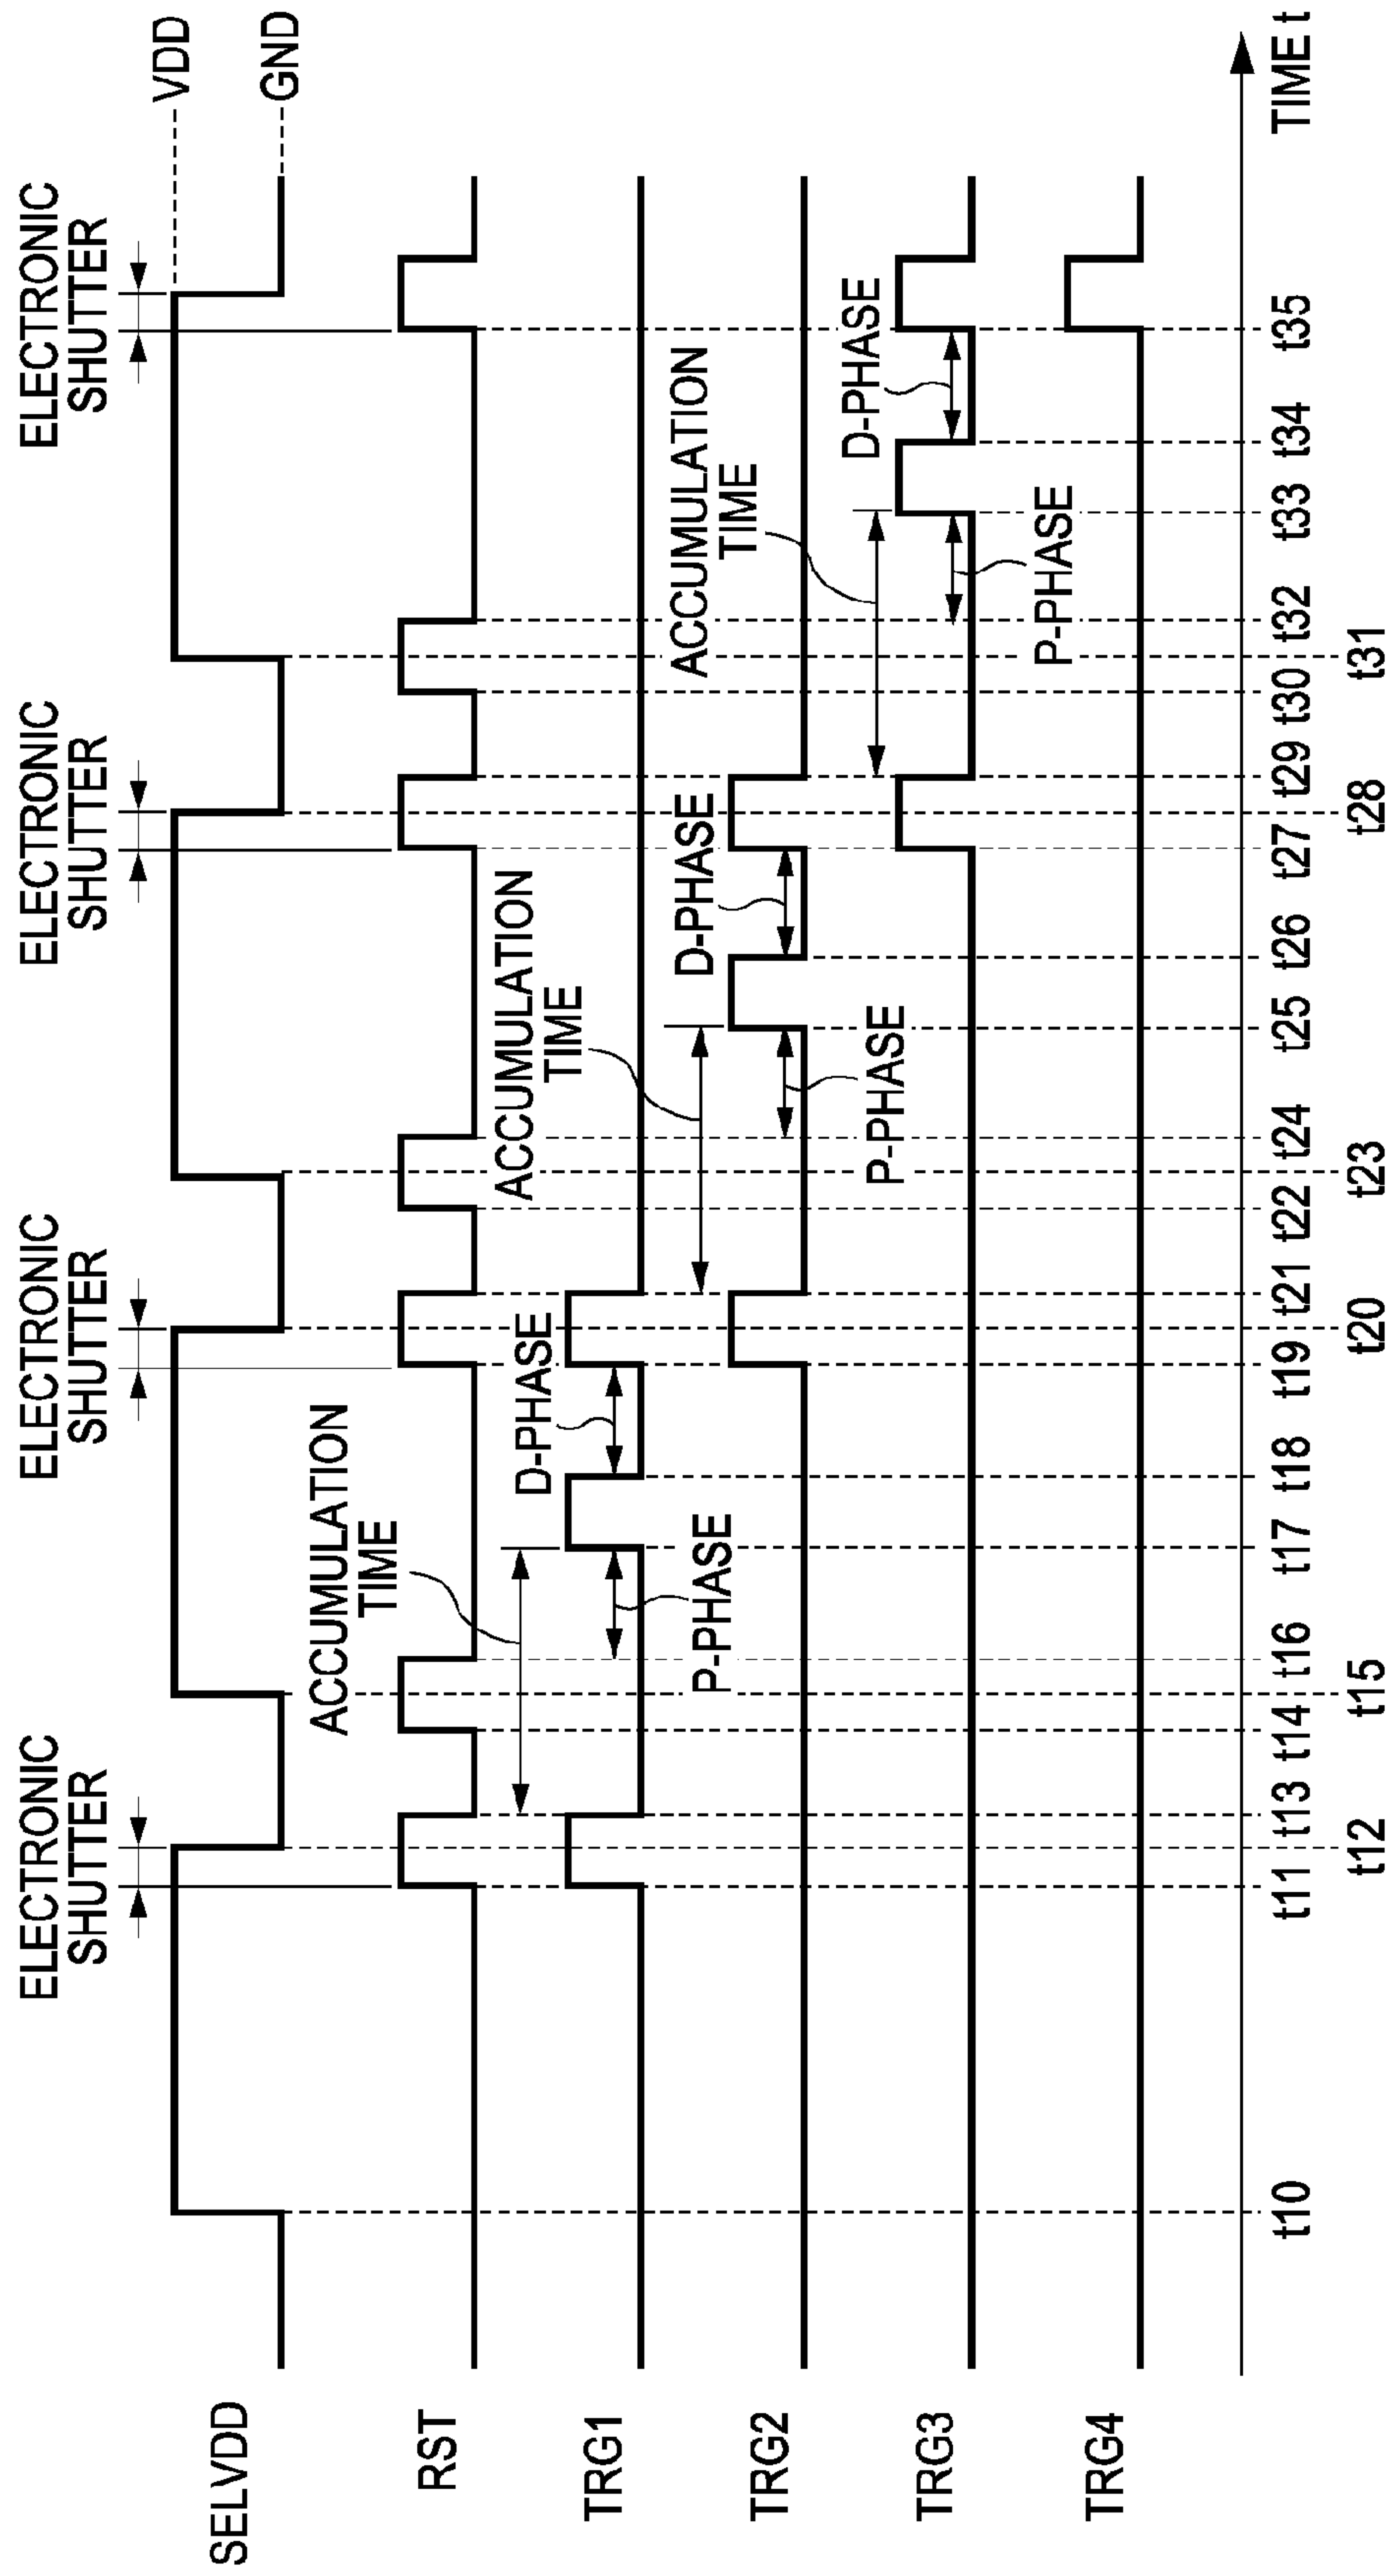 ELECTRONIC
SHUTTER
ELECTRONIC
SHUTTER
ELECTRONIC
SHUTTER
ELECTRONIC
SHUTTER
VDD
GND
SELVDD
RST
ACCUMULATION
TIME
ACCUMULATION
TIME
ACCUMULATION
TIME
TRG1
D-PHASE
P-PHASE
TRG2
D-PHASE
P-PHASE
TRG3
D-PHASE
P-PHASE
TRG4
t10 t11 t13 t14 t16 t17 t18 t19 t21 t22 t24 t25 t26 t27 t29 t30 t32 t33 t34 t35 TIME t
t12 t15 t20 t23 t28 t31